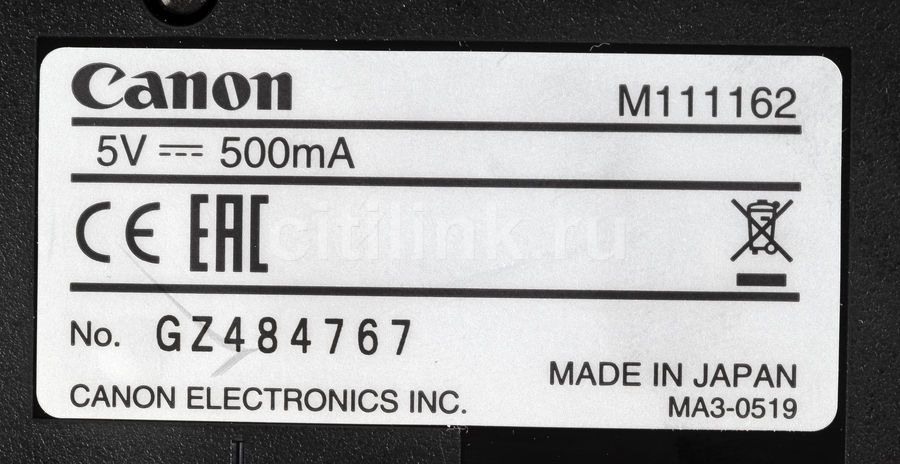 Canon M111162
5V ⎓ 500mA
CE EAC
citilink.ru
No. GZ484767
MADE IN JAPAN
CANON ELECTRONICS INC. MA3-0519